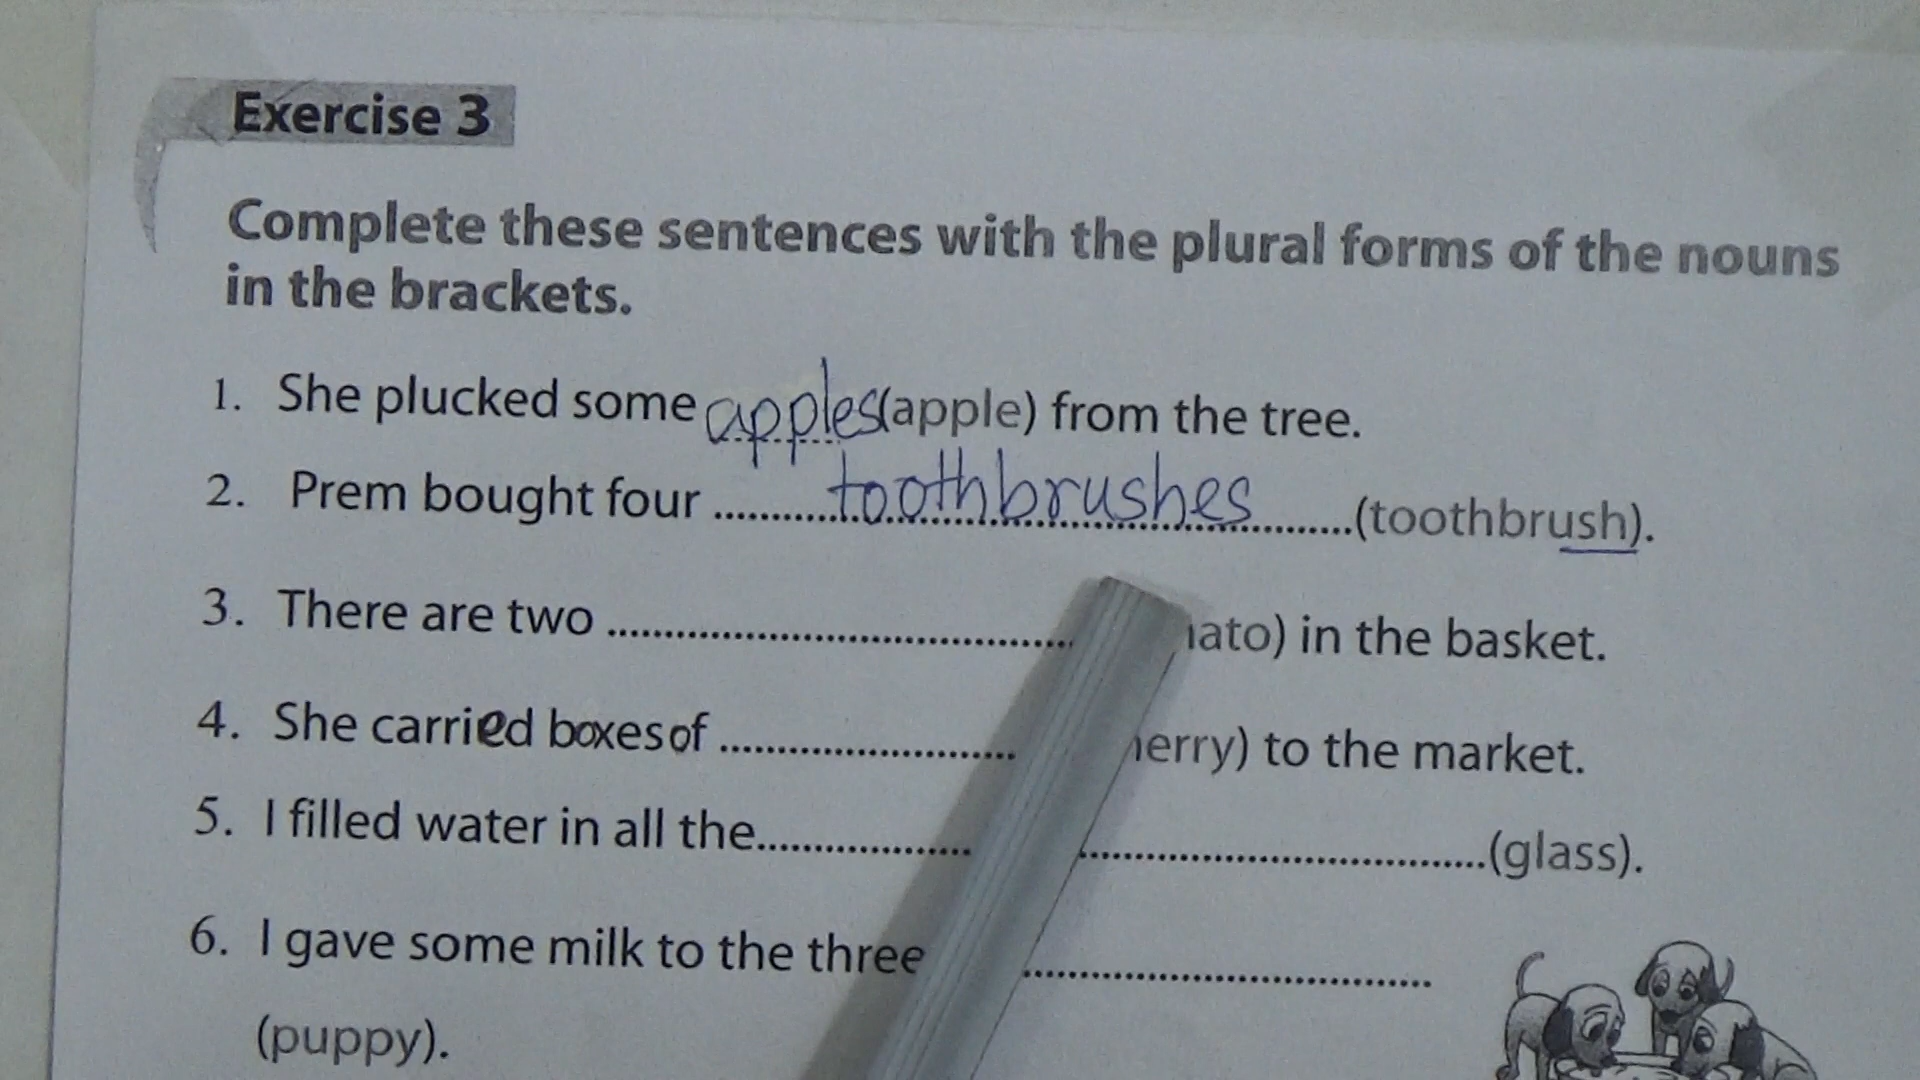 Exercise 3
Complete these sentences with the plural forms of the nouns
in the brackets.
1. She plucked some apples (apple) from the tree.
2. Prem bought four ........toothbrushes........(toothbrush).
3. There are two ........................ ato) in the basket.
4. She carried boxes of ........................ erry) to the market.
5. I filled water in all the........................(glass).
6. I gave some milk to the three ........................
(puppy).